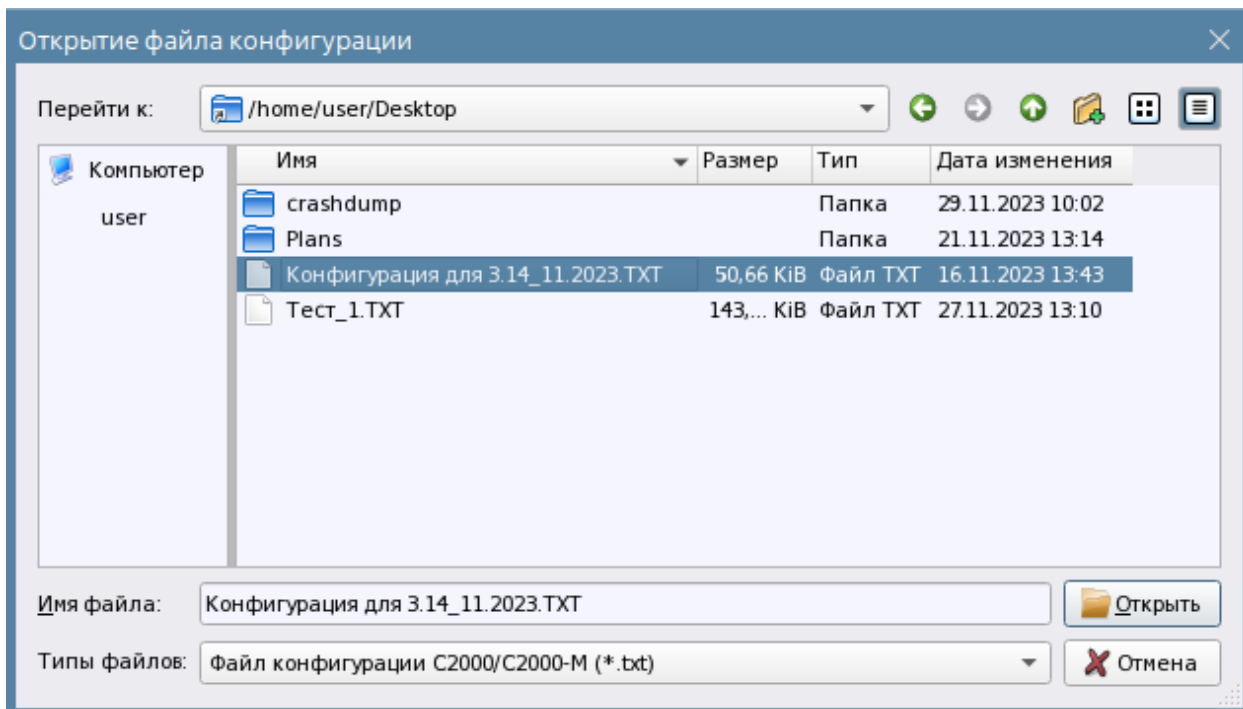 Открытие файла конфигурации
Перейти к: /home/user/Desktop
Имя Размер Тип Дата изменения
Компьютер
user
crashdump Папка 29.11.2023 10:02
Plans Папка 21.11.2023 13:14
Конфигурация для 3.14_11.2023.TXT 50,66 KiB Файл TXT 16.11.2023 13:43
Тест_1.TXT 143,... KiB Файл TXT 27.11.2023 13:10
Имя файла: Конфигурация для 3.14_11.2023.TXT Открыть
Типы файлов: Файл конфигурации С2000/С2000-М (*.txt) Отмена